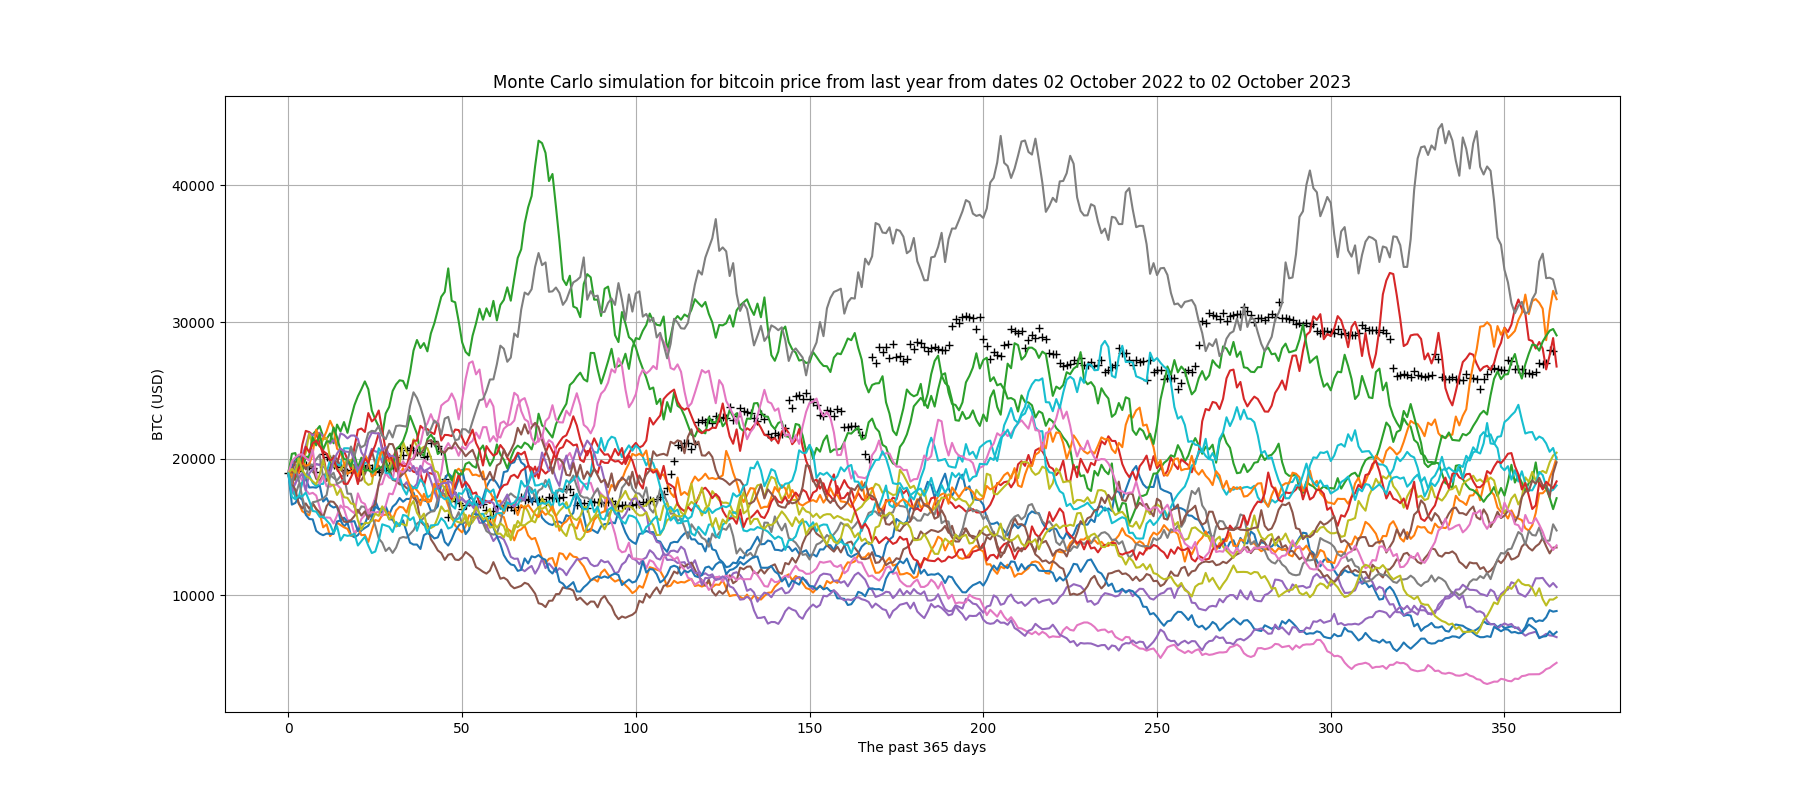 Monte Carlo simulation for bitcoin price from last year from dates 02 October 2022 to 02 October 2023
BTC (USD)
40000
30000
20000
10000
0 50 100 150 200 250 300 350
The past 365 days